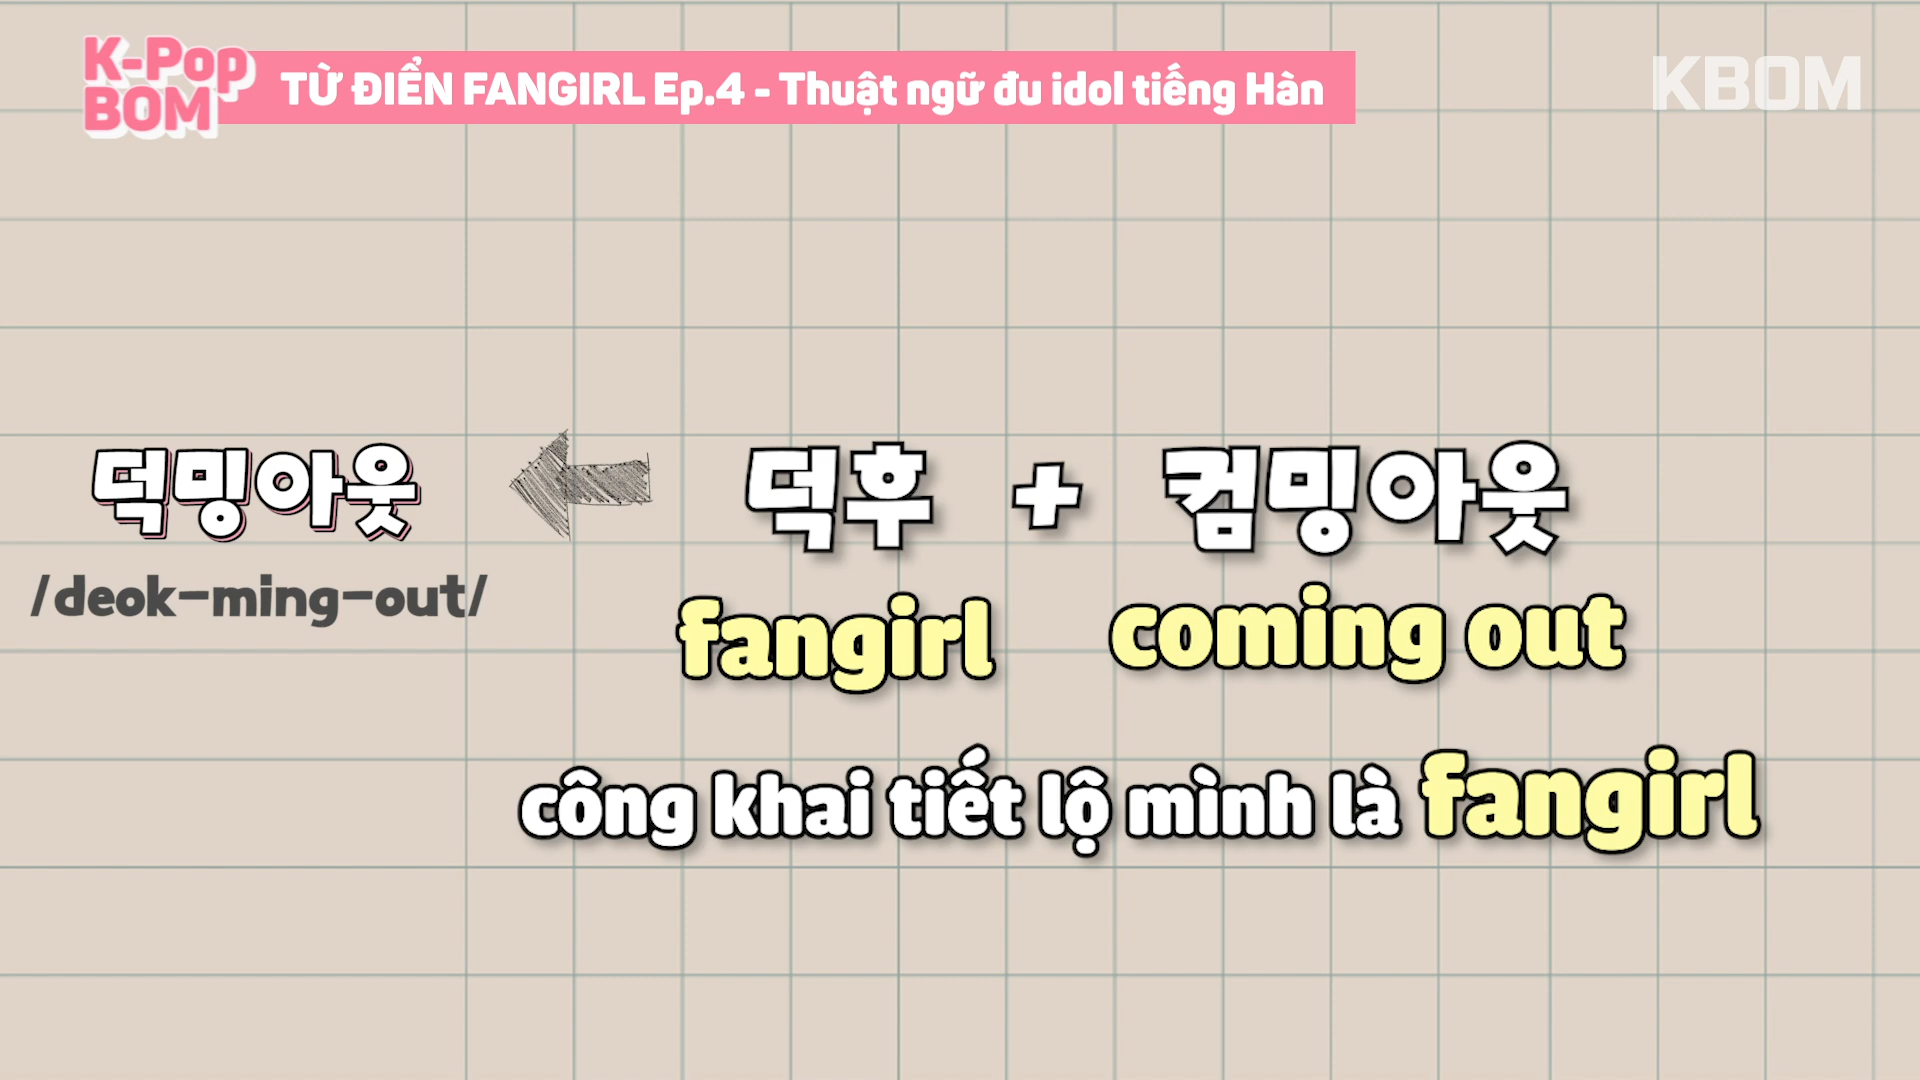 K-Pop
BOM
TỪ ĐIỂN FANGIRL Ep.4 - Thuật ngữ đu idol tiếng Hàn
KBOM
덕밍아웃
덕후 + 컴밍아웃
/deok-ming-out/
fangirl
coming out
công khai tiết lộ mình là fangirl